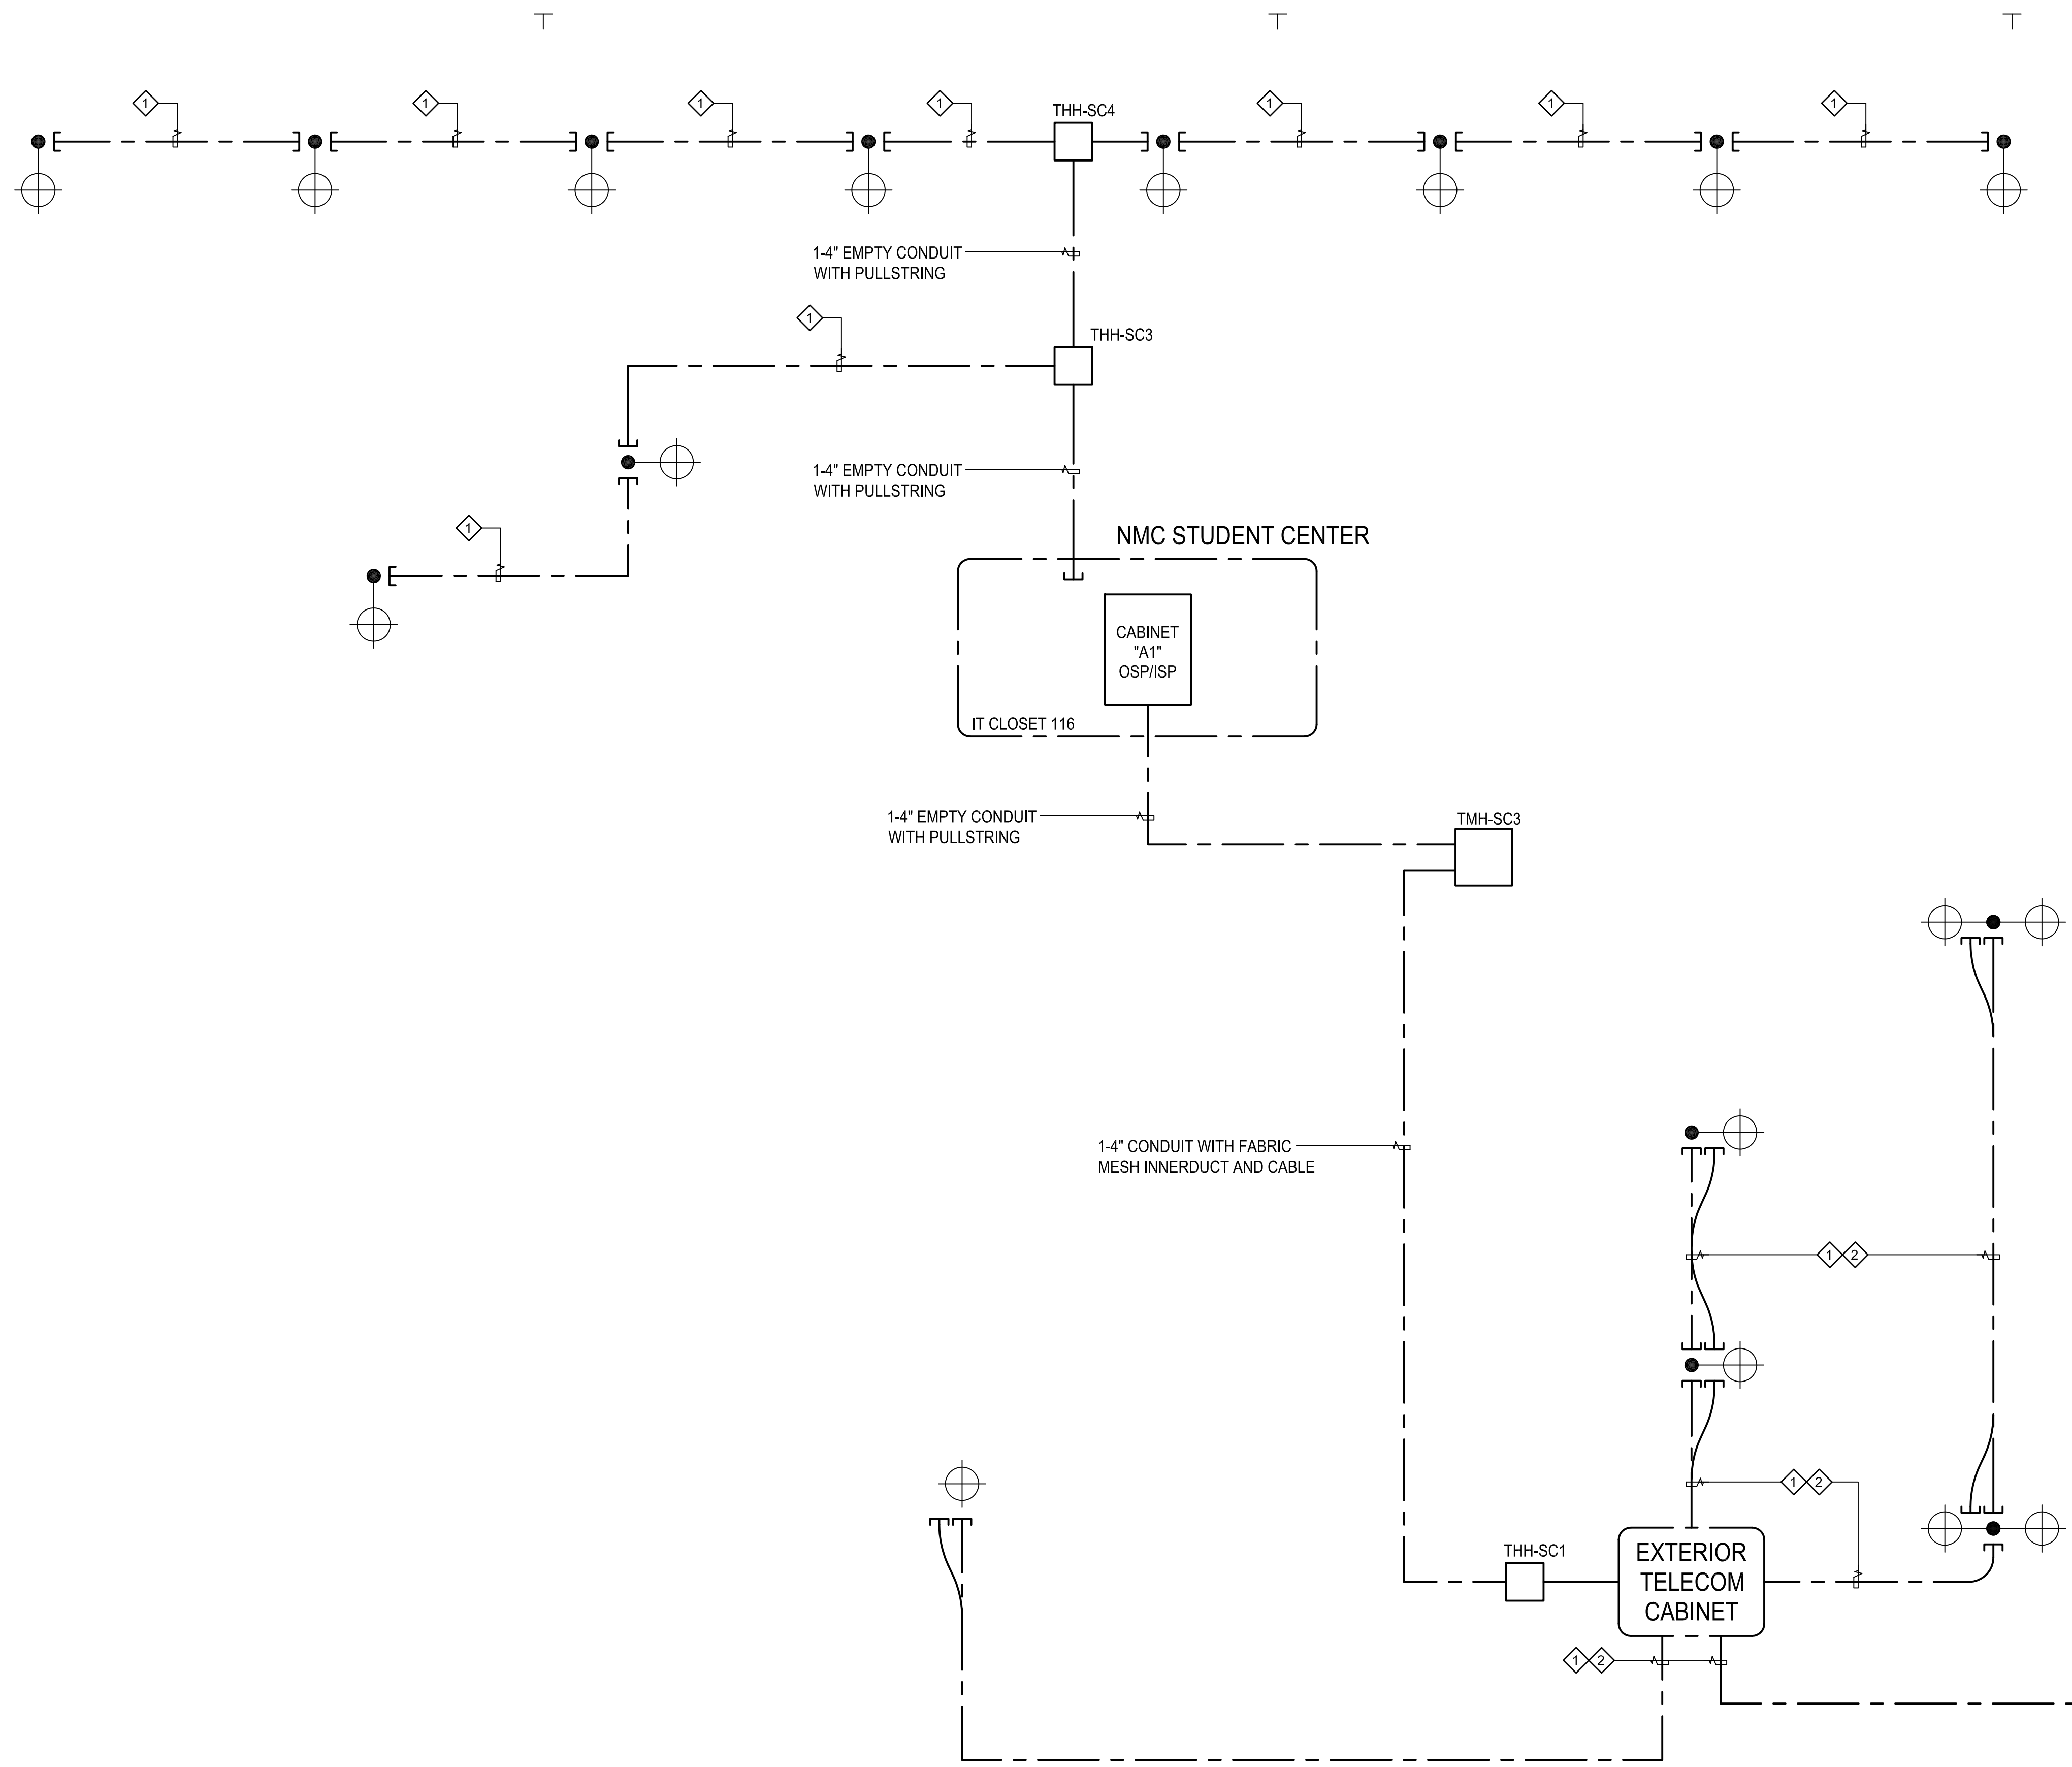 1
1
1
1
THH-SC4
1
1
1
1-4" EMPTY CONDUIT
WITH PULLSTRING
1
THH-SC3
1-4" EMPTY CONDUIT
WITH PULLSTRING
1
NMC STUDENT CENTER
CABINET
"A1"
OSP/ISP
IT CLOSET 116
1-4" EMPTY CONDUIT
WITH PULLSTRING
TMH-SC3
1-4" CONDUIT WITH FABRIC
MESH INNERDUCT AND CABLE
1 2
1 2
THH-SC1
EXTERIOR
TELECOM
CABINET
1 2